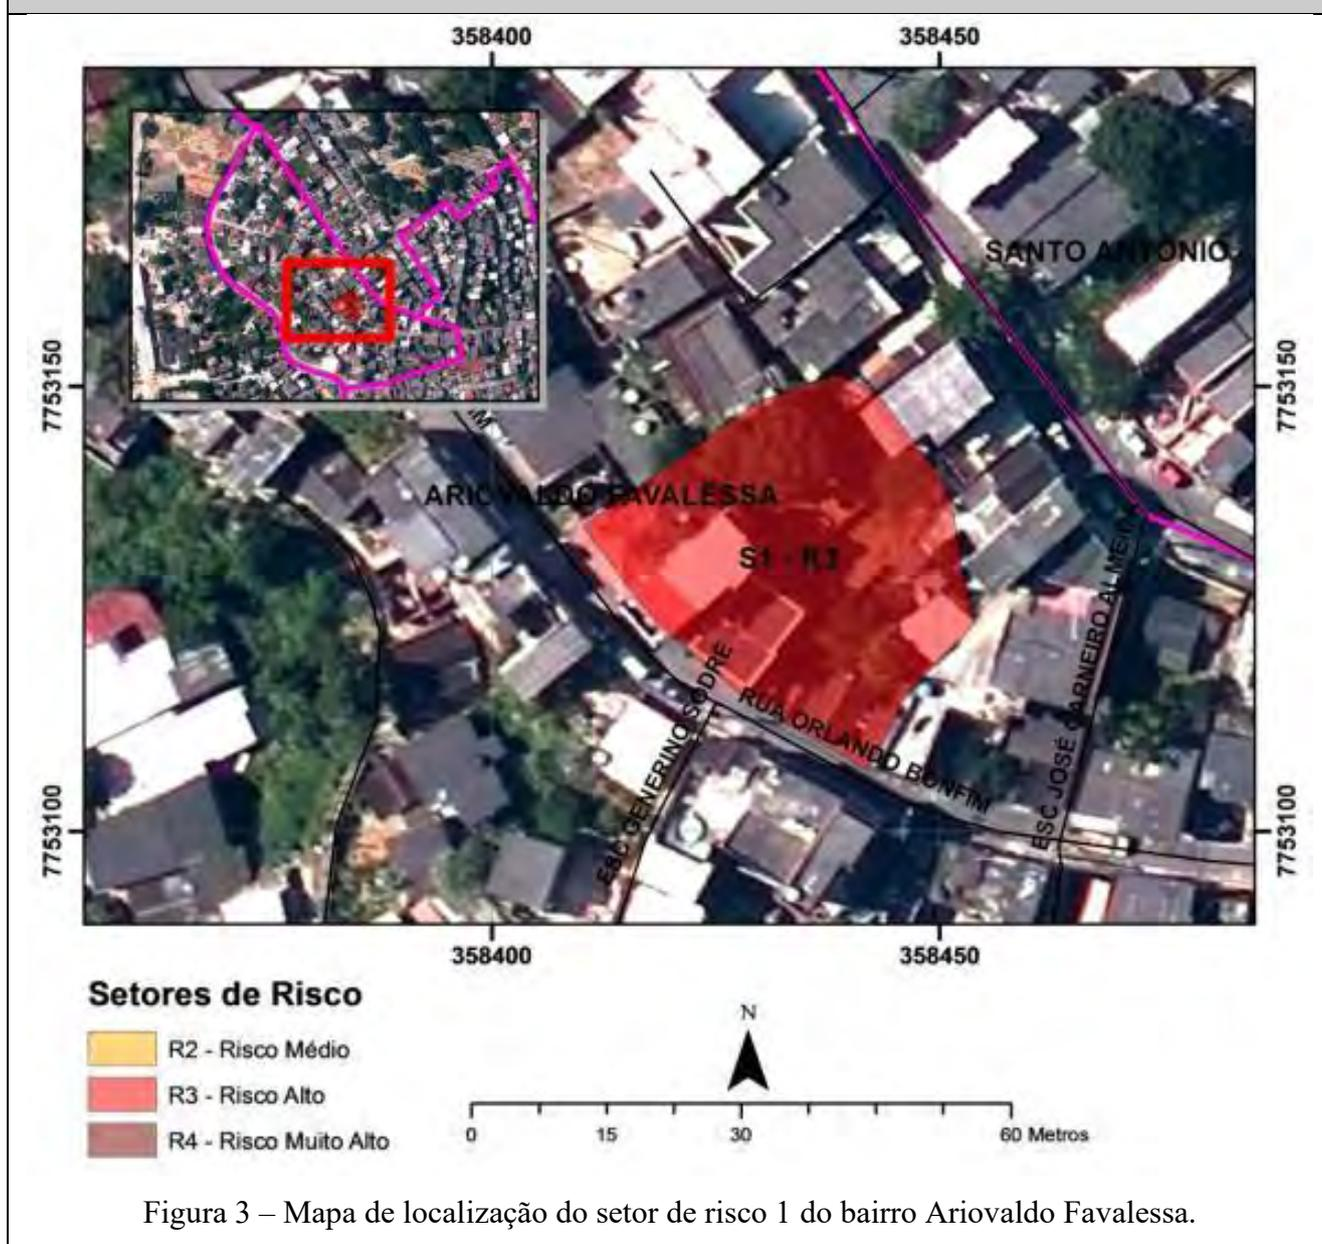 358400 358450
7753150 7753150
SANTO ANTÔNIO
ARIOVALDO FAVALESSA
S1 - R3
ESC GENERINO SODRÉ
RUA ORLANDO BONFIM
ESC JOSÉ CARNEIRO ALMEID
7753100 7753100
358400 358450
Setores de Risco
R2 - Risco Médio
R3 - Risco Alto
R4 - Risco Muito Alto
N
0 15 30 60 Metros
Figura 3 – Mapa de localização do setor de risco 1 do bairro Ariovaldo Favalessa.